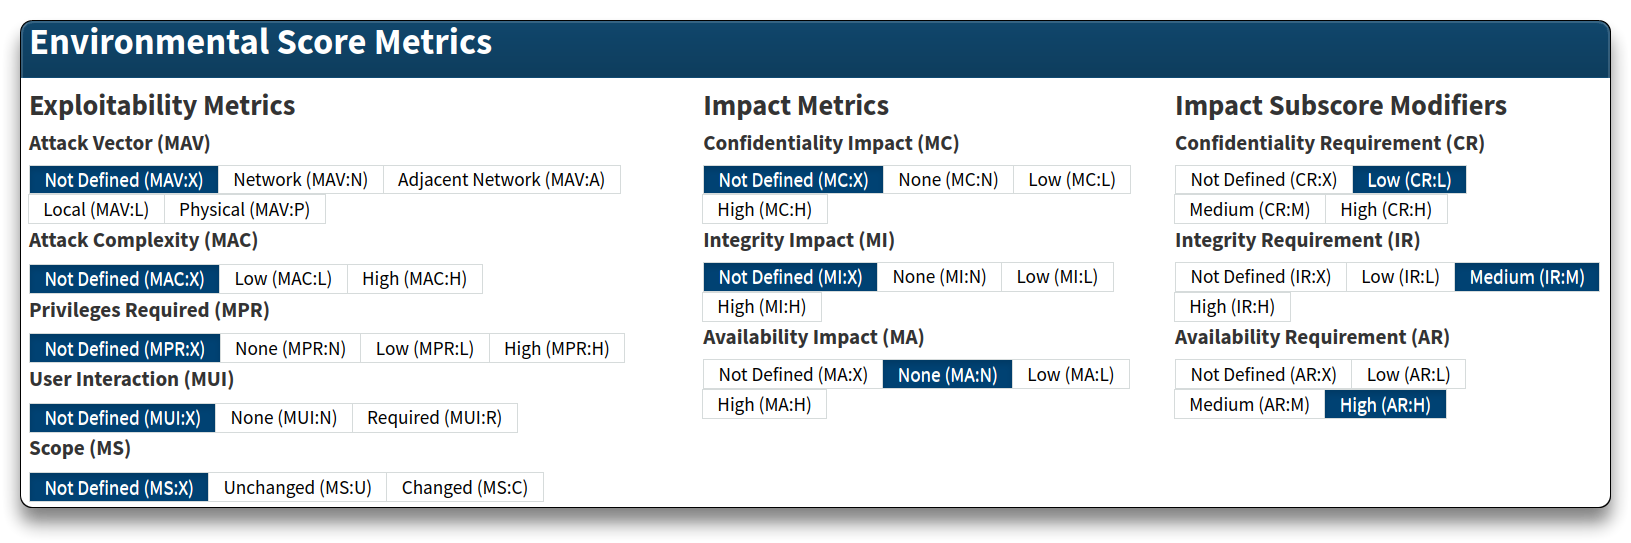 Environmental Score Metrics
Exploitability Metrics
Attack Vector (MAV)
Not Defined (MAV:X) Network (MAV:N) Adjacent Network (MAV:A)
Local (MAV:L) Physical (MAV:P)
Attack Complexity (MAC)
Not Defined (MAC:X) Low (MAC:L) High (MAC:H)
Privileges Required (MPR)
Not Defined (MPR:X) None (MPR:N) Low (MPR:L) High (MPR:H)
User Interaction (MUI)
Not Defined (MUI:X) None (MUI:N) Required (MUI:R)
Scope (MS)
Not Defined (MS:X) Unchanged (MS:U) Changed (MS:C)
Impact Metrics
Confidentiality Impact (MC)
Not Defined (MC:X) None (MC:N) Low (MC:L)
High (MC:H)
Integrity Impact (MI)
Not Defined (MI:X) None (MI:N) Low (MI:L)
High (MI:H)
Availability Impact (MA)
Not Defined (MA:X) None (MA:N) Low (MA:L)
High (MA:H)
Impact Subscore Modifiers
Confidentiality Requirement (CR)
Not Defined (CR:X) Low (CR:L)
Medium (CR:M) High (CR:H)
Integrity Requirement (IR)
Not Defined (IR:X) Low (IR:L) Medium (IR:M)
High (IR:H)
Availability Requirement (AR)
Not Defined (AR:X) Low (AR:L)
Medium (AR:M) High (AR:H)